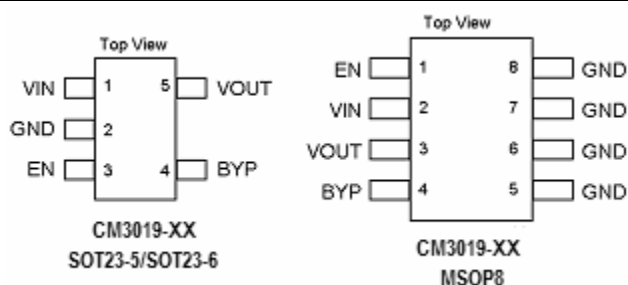 Top View
VIN 1 5 VOUT
GND 2
EN 3 4 BYP
CM3019-XX
SOT23-5/SOT23-6
Top View
EN 1 8 GND
VIN 2 7 GND
VOUT 3 6 GND
BYP 4 5 GND
CM3019-XX
MSOP8